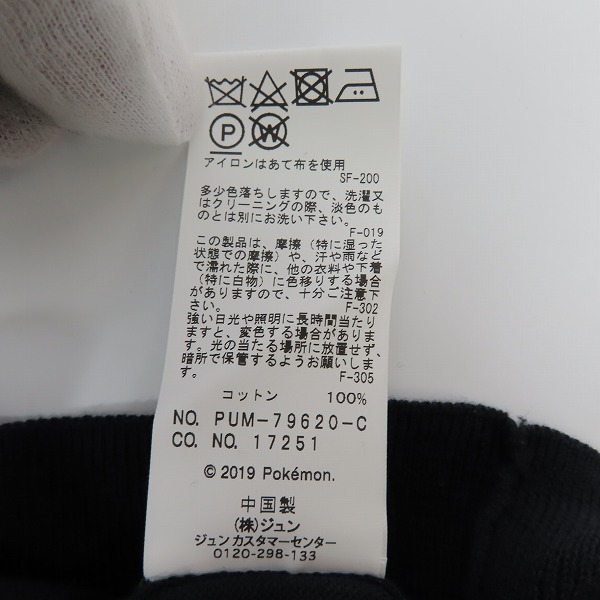 P W
アイロンはあて布を使用
SF-200
多少色落ちしますので、洗濯又
はクリーニングの際、淡色のも
のとは別にお洗い下さい。
F-019
この製品は、摩擦（特に湿った
状態での摩擦）や、汗や雨など
で濡れた際に、他の衣料や下着
（特に白物）に色移りする場合
がありますので、十分ご注意下
さい。
F-302
強い日光や照明に長時間当たり
ますと、変色する場合がありま
す。光の当たる場所に放置せず、
暗所で保管するようお願いしま
す。
F-305
コットン 100%
NO. PUM-79620-C
CO. NO. 17251
© 2019 Pokémon.
中国製
(株)ジュン
ジュン カスタマーセンター
0120-298-133